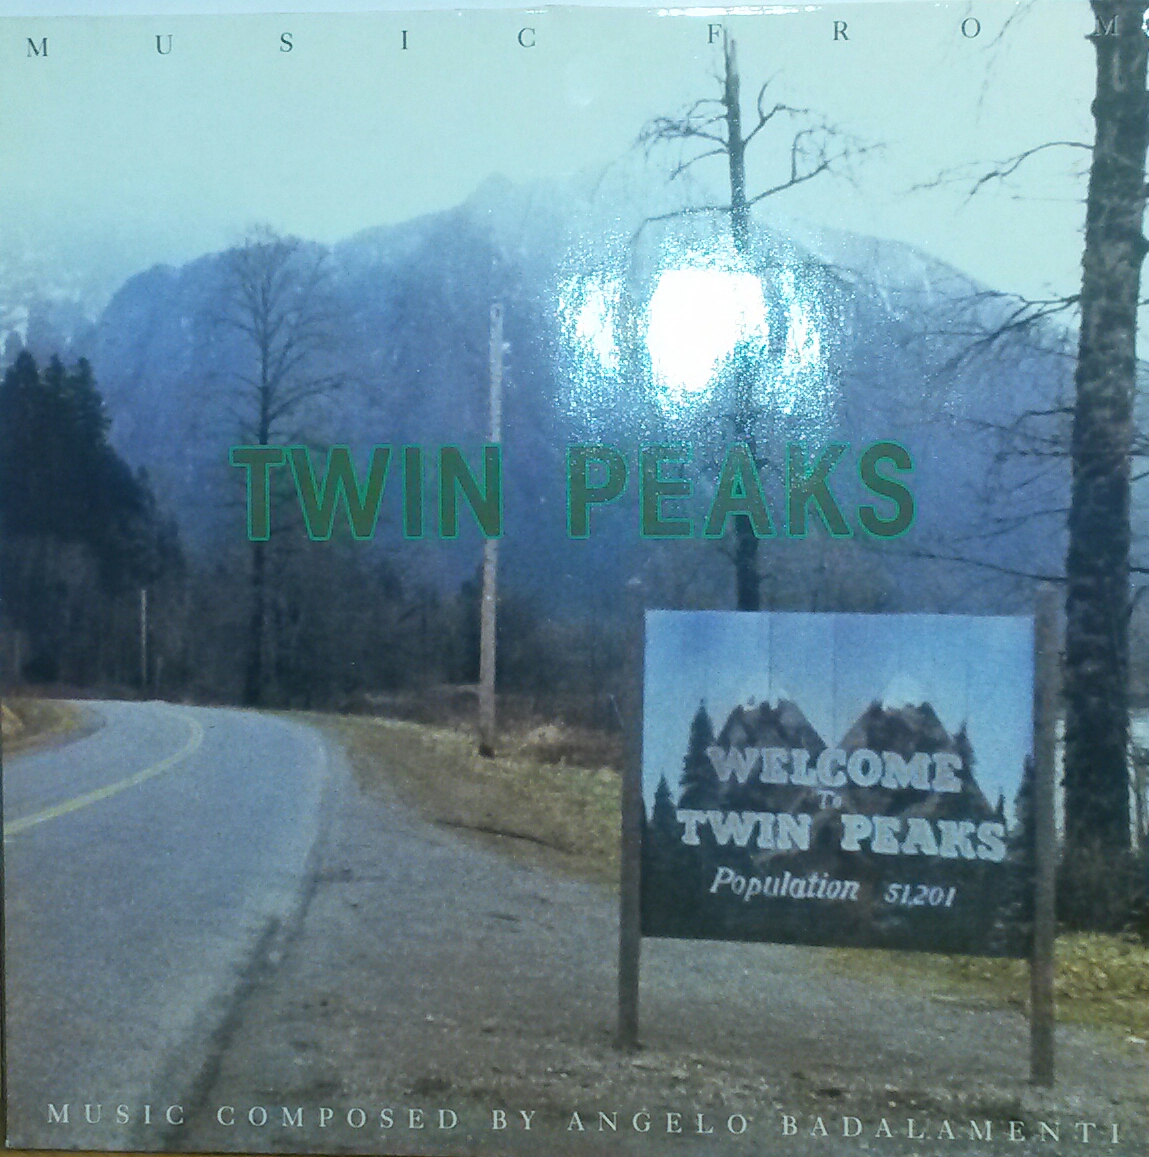 MUSIC FROM
TWIN PEAKS
WELCOME
To
TWIN PEAKS
Population 51,201
MUSIC COMPOSED BY ANGELO BADALAMENTI